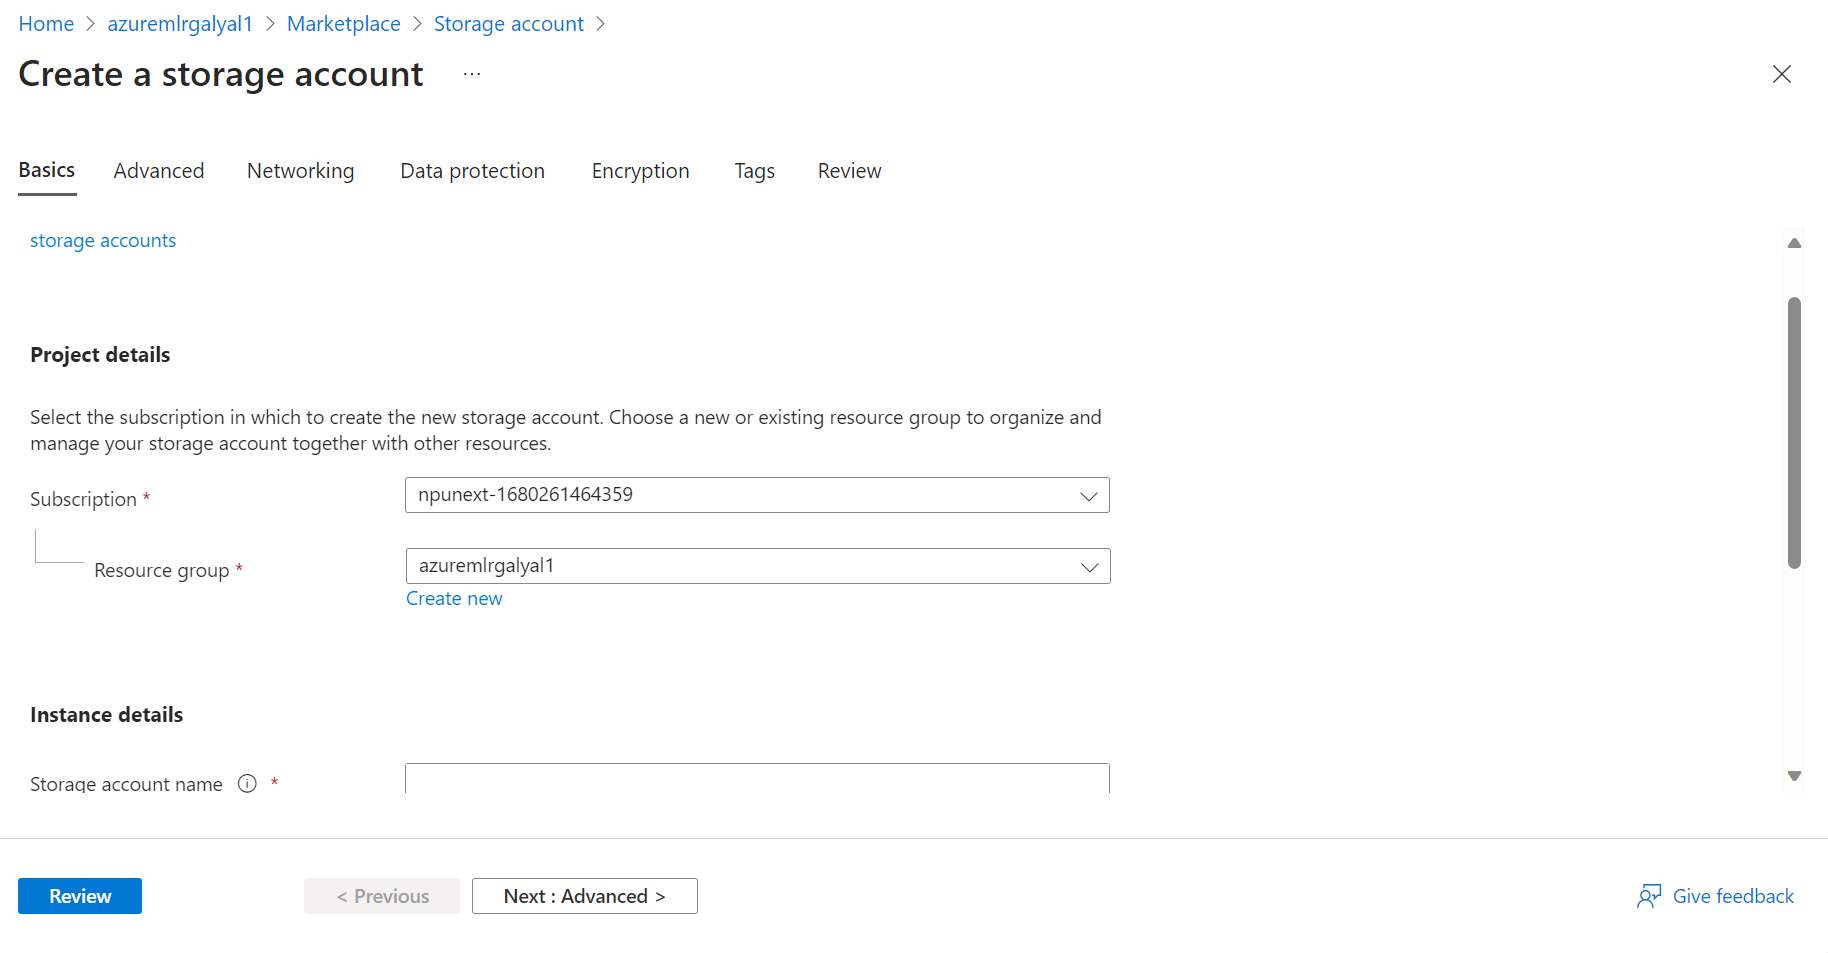 Home > azuremlrgalyal1 > Marketplace > Storage account >
Create a storage account ...
Basics Advanced Networking Data protection Encryption Tags Review
storage accounts
Project details
Select the subscription in which to create the new storage account. Choose a new or existing resource group to organize and
manage your storage account together with other resources.
Subscription * npunext-1680261464359
Resource group * azuremlrgalyal1
Create new
Instance details
Storage account name *
Review < Previous Next : Advanced > Give feedback